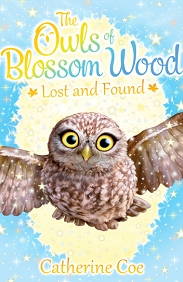 The
Owls of
Blossom Wood
Lost and Found
Catherine Coe